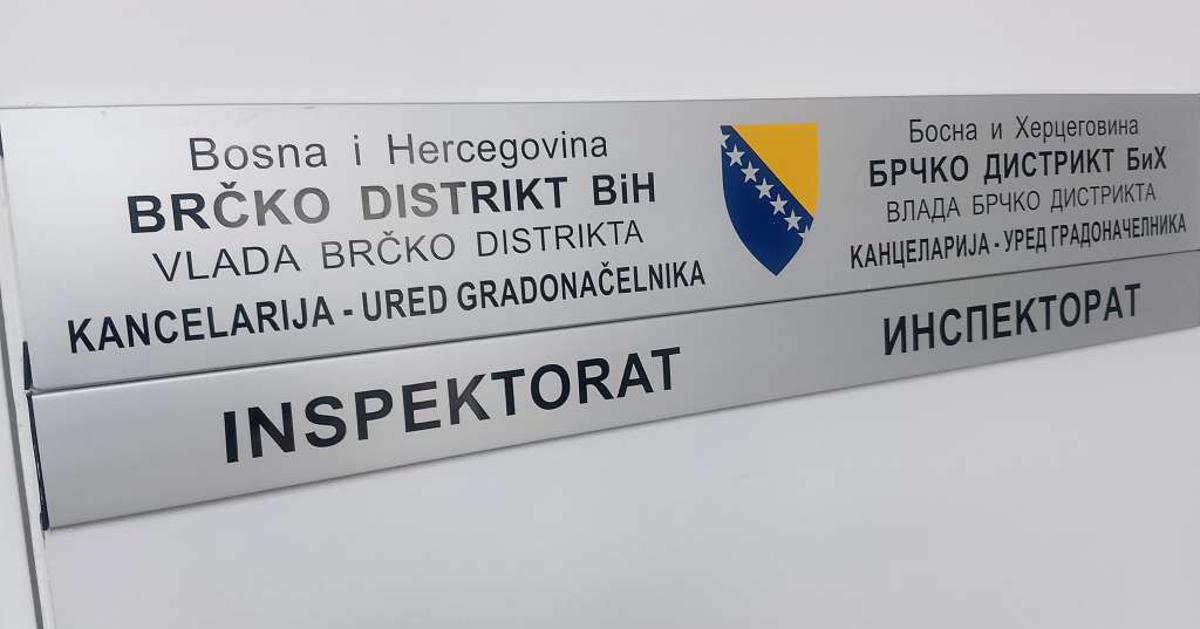 Bosna i Hercegovina
BRČKO DISTRIKT BiH
VLADA BRČKO DISTRIKTA
KANCELARIJA - URED GRADONAČELNIKA
INSPEKTORAT
Босна и Херцеговина
БРЧКО ДИСТРИКТ БиХ
ВЛАДА БРЧКО ДИСТРИКТА
КАНЦЕЛАРИЈА - УРЕД ГРАДОНАЧЕЛНИКА
ИНСПЕКТОРАТ